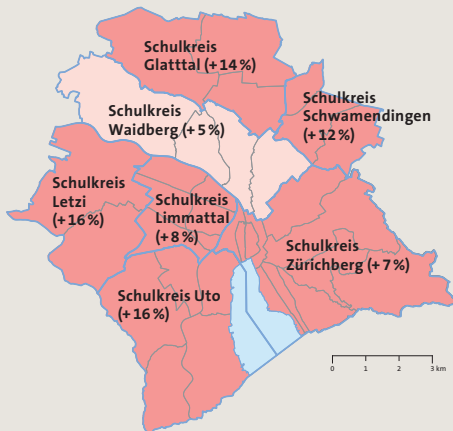 Schulkreis
Glatttal (+14 %)
Schulkreis
Schwamendingen
(+12 %)
Schulkreis
Waidberg (+5 %)
Schulkreis
Letzi
(+16 %)
Schulkreis
Limmattal
(+8 %)
Schulkreis
Zürichberg (+7 %)
Schulkreis Uto
(+16 %)
0 1 2 3 km